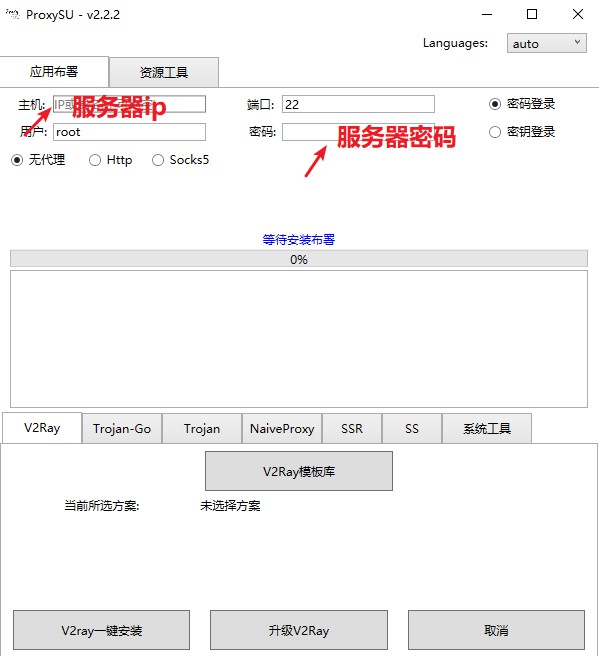 ProxySU - v2.2.2
Languages: auto
应用布署 资源工具
主机: 服务器ip 端口: 22 密码登录
用户: root 密码: 服务器密码 密钥登录
无代理 Http Socks5
等待安装布署
0%
V2Ray Trojan-Go Trojan NaiveProxy SSR SS 系统工具
V2Ray模板库
当前所选方案: 未选择方案
V2ray一键安装 升级V2Ray 取消